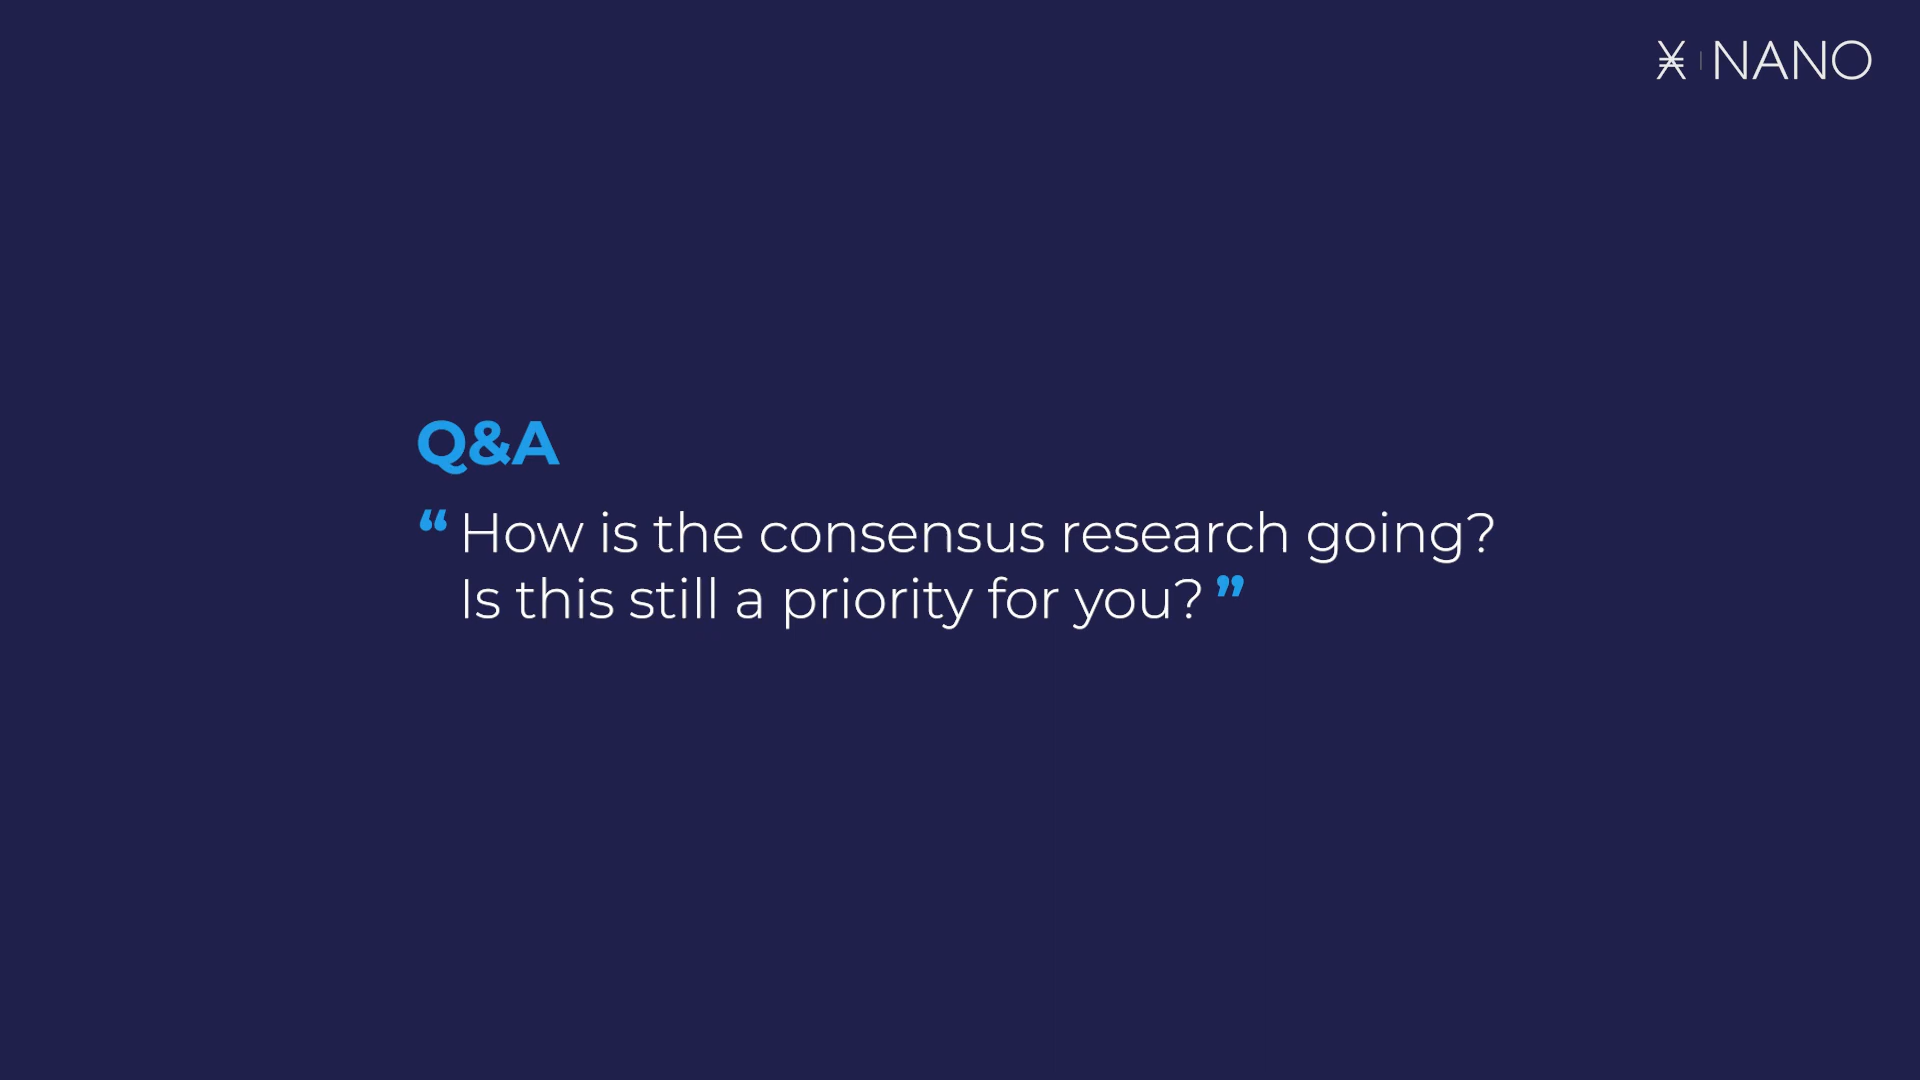 Ӿ NANO
Q&A
“ How is the consensus research going?
Is this still a priority for you? ”